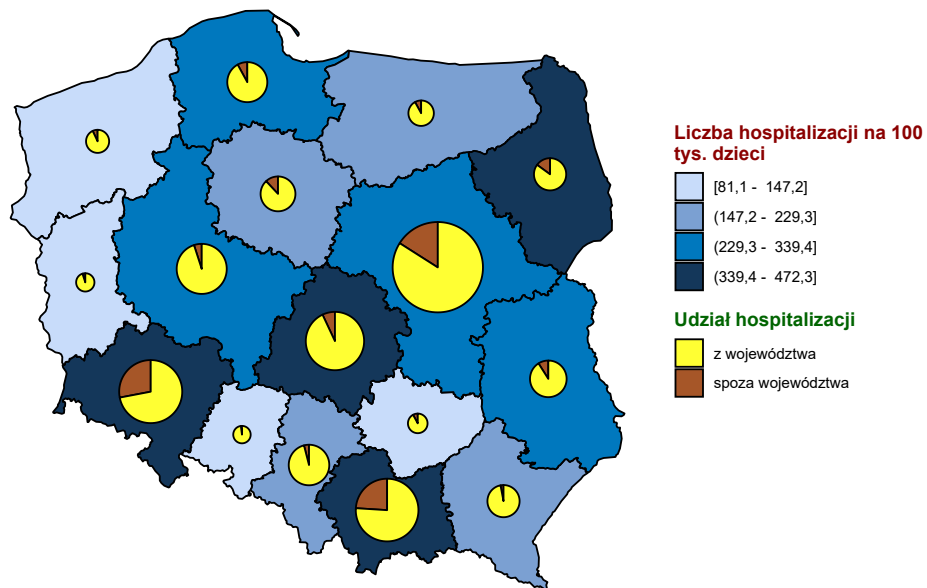 Liczba hospitalizacji na 100
tys. dzieci
[81,1 - 147,2]
(147,2 - 229,3]
(229,3 - 339,4]
(339,4 - 472,3]
Udział hospitalizacji
z województwa
spoza województwa